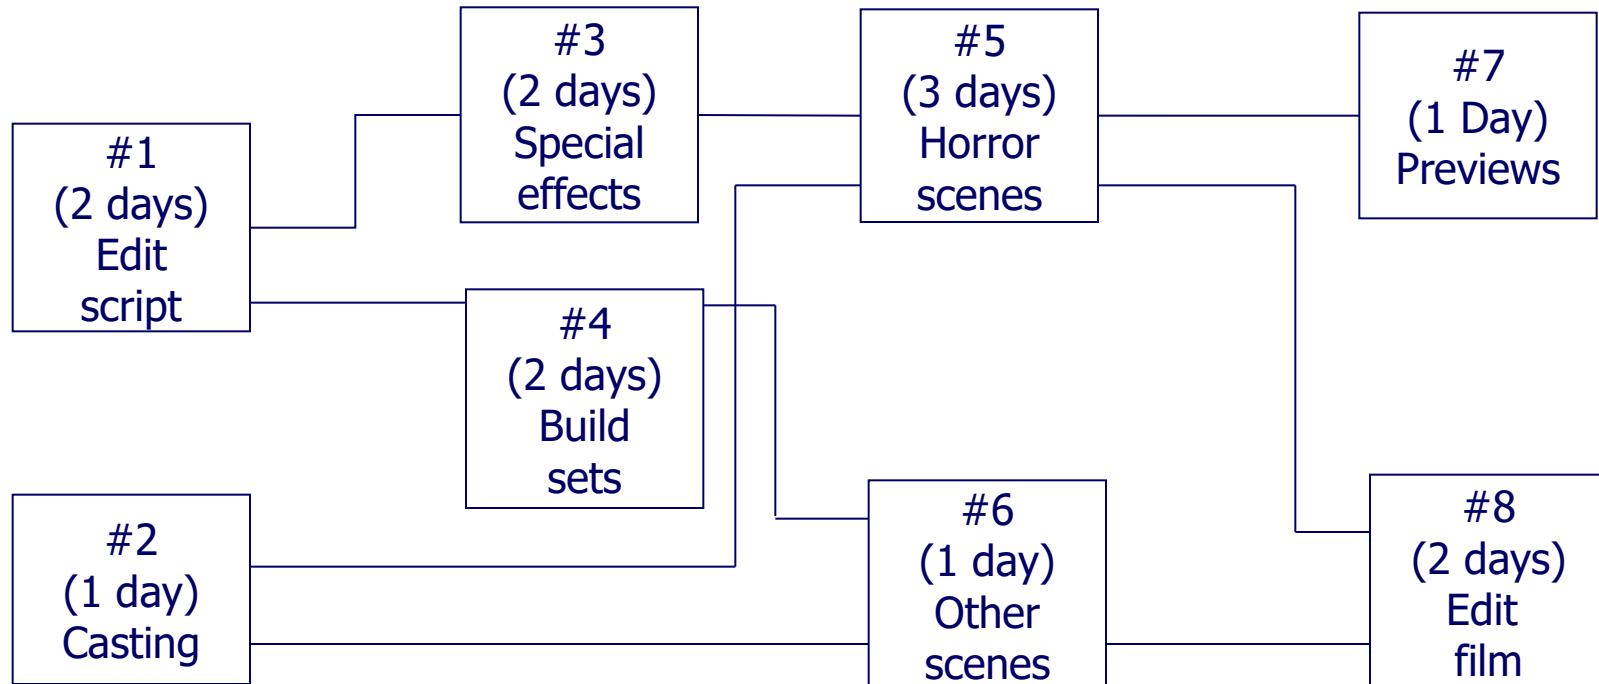 #1
(2 days)
Edit
script
#2
(1 day)
Casting
#3
(2 days)
Special
effects
#4
(2 days)
Build
sets
#5
(3 days)
Horror
scenes
#6
(1 day)
Other
scenes
#7
(1 Day)
Previews
#8
(2 days)
Edit
film